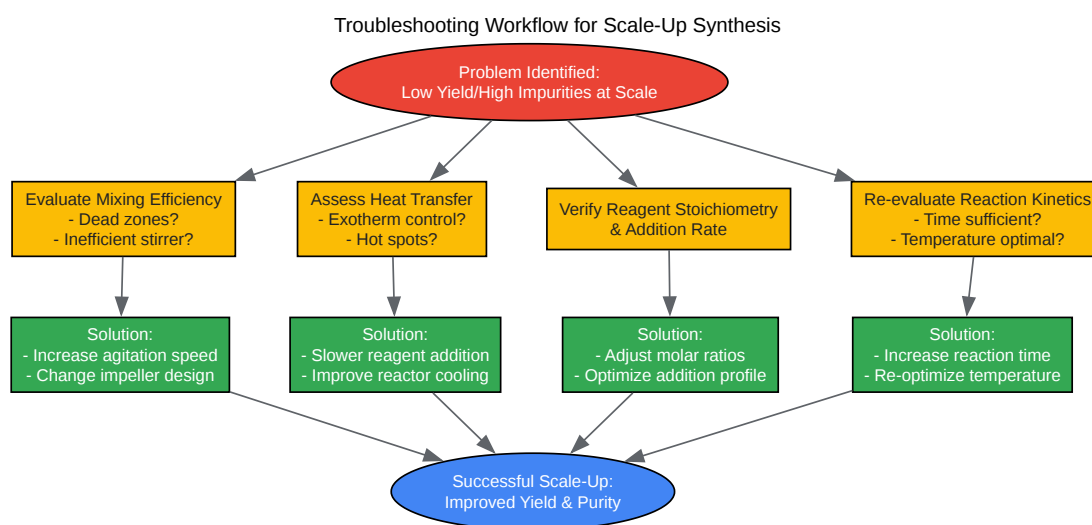 Troubleshooting Workflow for Scale-Up Synthesis
Problem Identified:
Low Yield/High Impurities at Scale
Evaluate Mixing Efficiency
- Dead zones?
- Inefficient stirrer?
Assess Heat Transfer
- Exotherm control?
- Hot spots?
Verify Reagent Stoichiometry
& Addition Rate
Re-evaluate Reaction Kinetics
- Time sufficient?
- Temperature optimal?
Solution:
- Increase agitation speed
- Change impeller design
Solution:
- Slower reagent addition
- Improve reactor cooling
Solution:
- Adjust molar ratios
- Optimize addition profile
Solution:
- Increase reaction time
- Re-optimize temperature
Successful Scale-Up:
Improved Yield & Purity